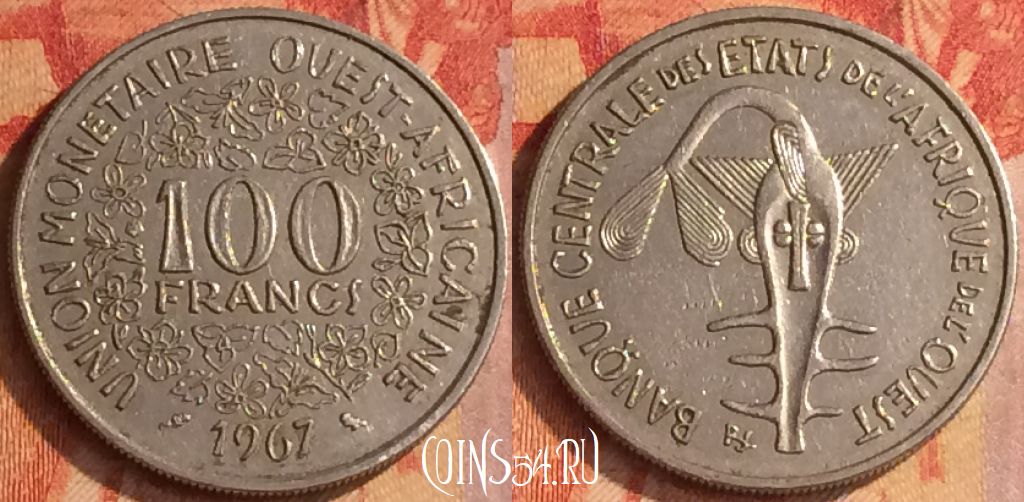 UNION MONETAIRE OUEST-AFRICAINE
100
FRANCS
1967
BANQUE CENTRALE DES ETATS DE L'AFRIQUE DE L'OUEST
COINS54.RU